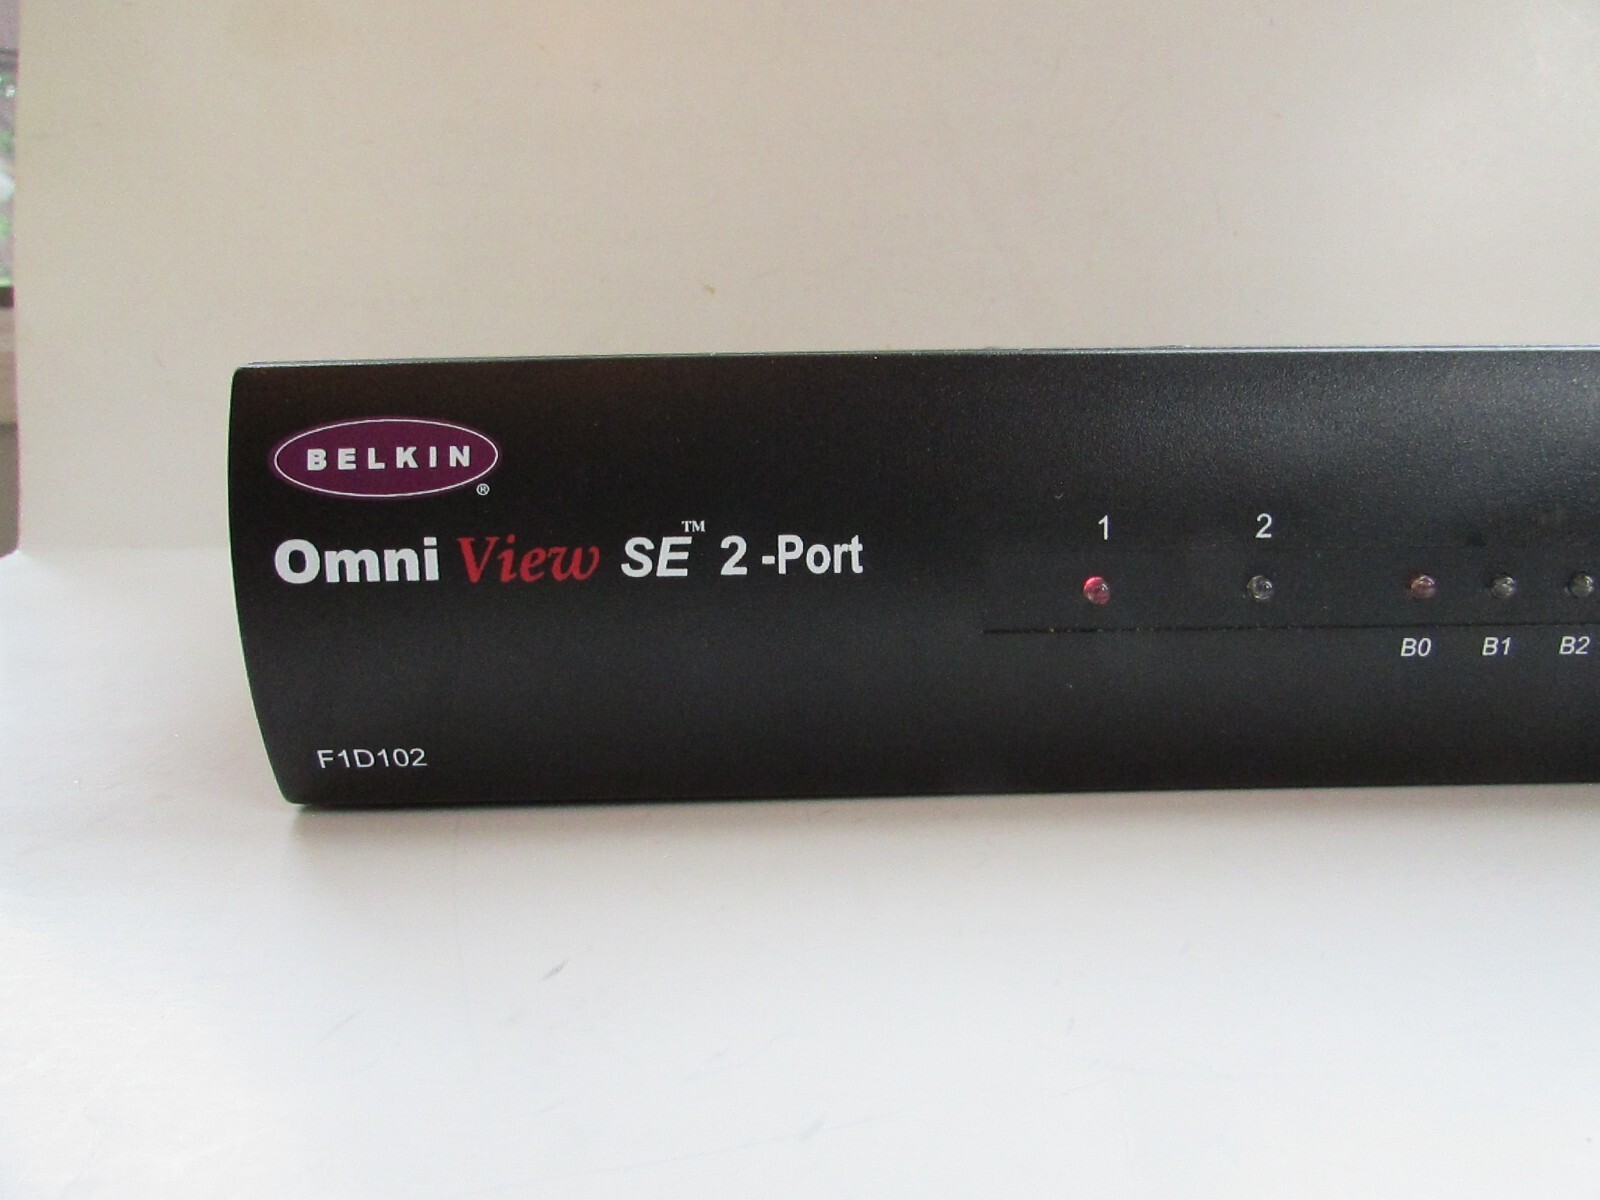 BELKIN®
Omni View SE™ 2-Port
1 2
B0 B1 B2
F1D102